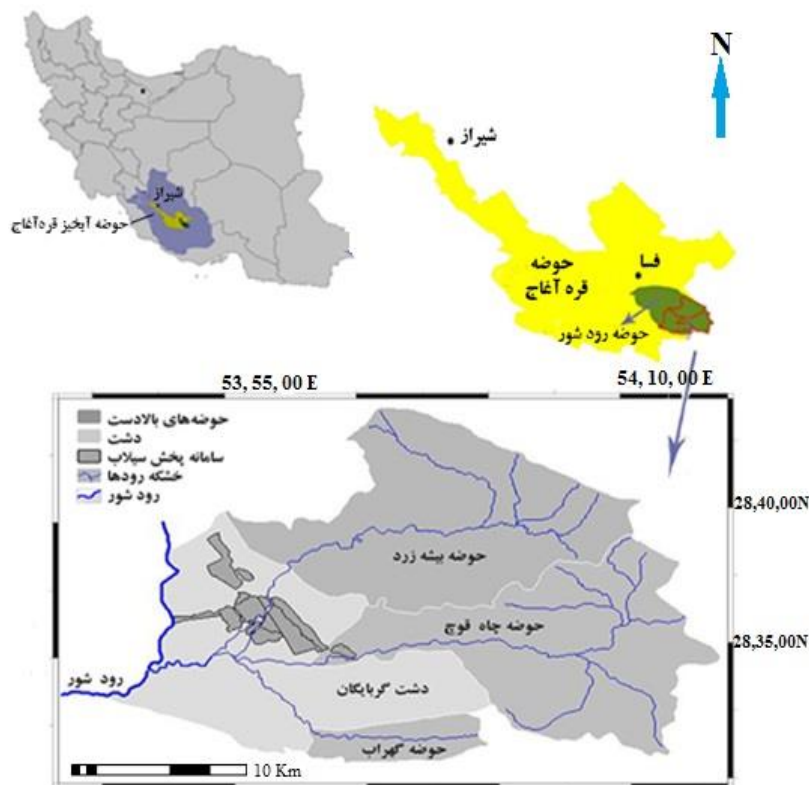 N
شیراز
حوضه آبخیز قره‌آغاج
شیراز
فسا
حوضه
قره آغاج
حوضه رود شور
53,55,00 E
54,10,00 E
حوضه‌های بالادست
دشت
سامانه پخش سیلاب
خشکه رودها
رود شور
28,40,00N
حوضه بیشه زرد
حوضه چاه قوچ
28,35,00N
دشت گربایگان
رود شور
حوضه گهراب
10 Km